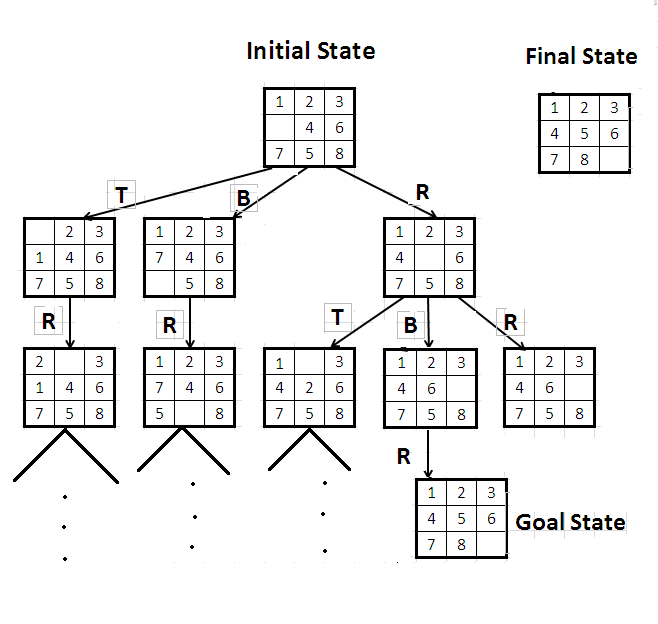 Initial State
Final State
1 2 3
4 6
7 5 8
1 2 3
4 5 6
7 8
T
B
R
2 3
1 4 6
7 5 8
1 2 3
7 4 6
5 8
1 2 3
4 6
7 5 8
R
R
T
B
R
2 3
1 4 6
7 5 8
1 2 3
7 4 6
5 8
1 3
4 2 6
7 5 8
1 2 3
4 6
7 5 8
1 2 3
4 6
7 5 8
R
1 2 3
4 5 6
7 8
Goal State